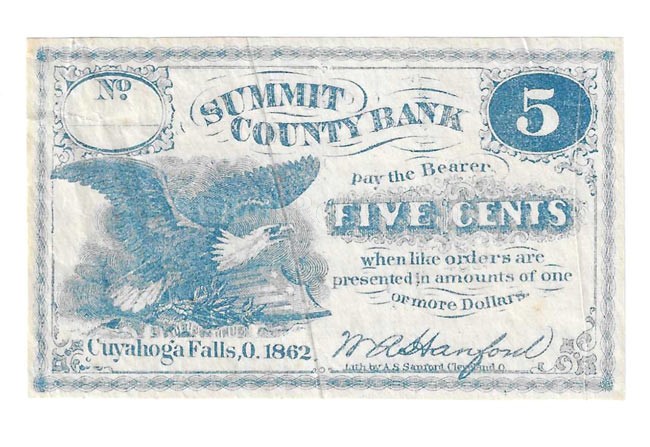 No.
SUMMIT
COUNTY BANK
5
Pay the Bearer
FIVE CENTS
when like orders are
presented in amounts of one
or more Dollars.
Cuyahoga Falls, O. 1862
W A Hanford
Lith by A.S. Sanford Cleveland O.